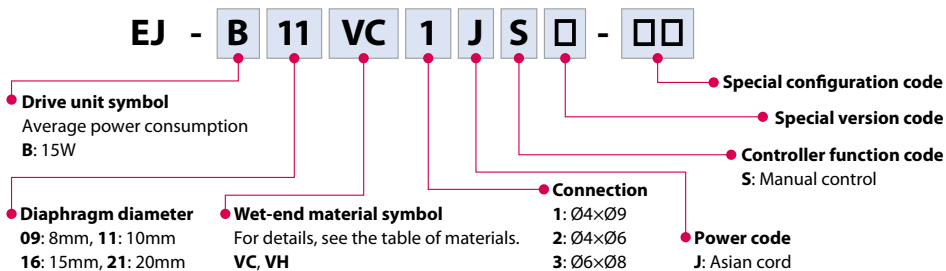 EJ - B 11 VC 1 J S □ - □□
Special configuration code
Special version code
Drive unit symbol
Average power consumption
B: 15W
Controller function code
S: Manual control
Diaphragm diameter
09: 8mm, 11: 10mm
16: 15mm, 21: 20mm
Wet-end material symbol
For details, see the table of materials.
VC, VH
Connection
1: Ø4×Ø9
2: Ø4×Ø6
3: Ø6×Ø8
Power code
J: Asian cord